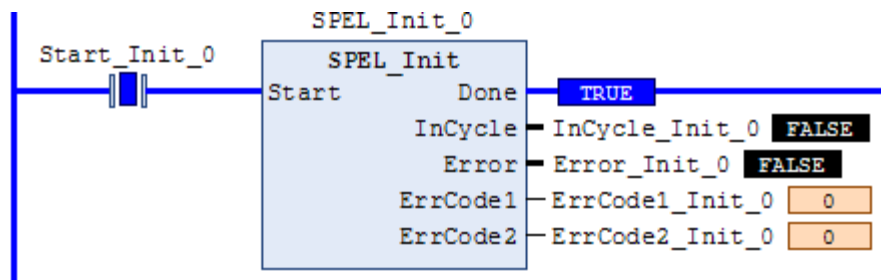 SPEL_Init_0
Start_Init_0
SPEL_Init
Start Done TRUE
InCycle InCycle_Init_0 FALSE
Error Error_Init_0 FALSE
ErrCode1 ErrCode1_Init_0 0
ErrCode2 ErrCode2_Init_0 0